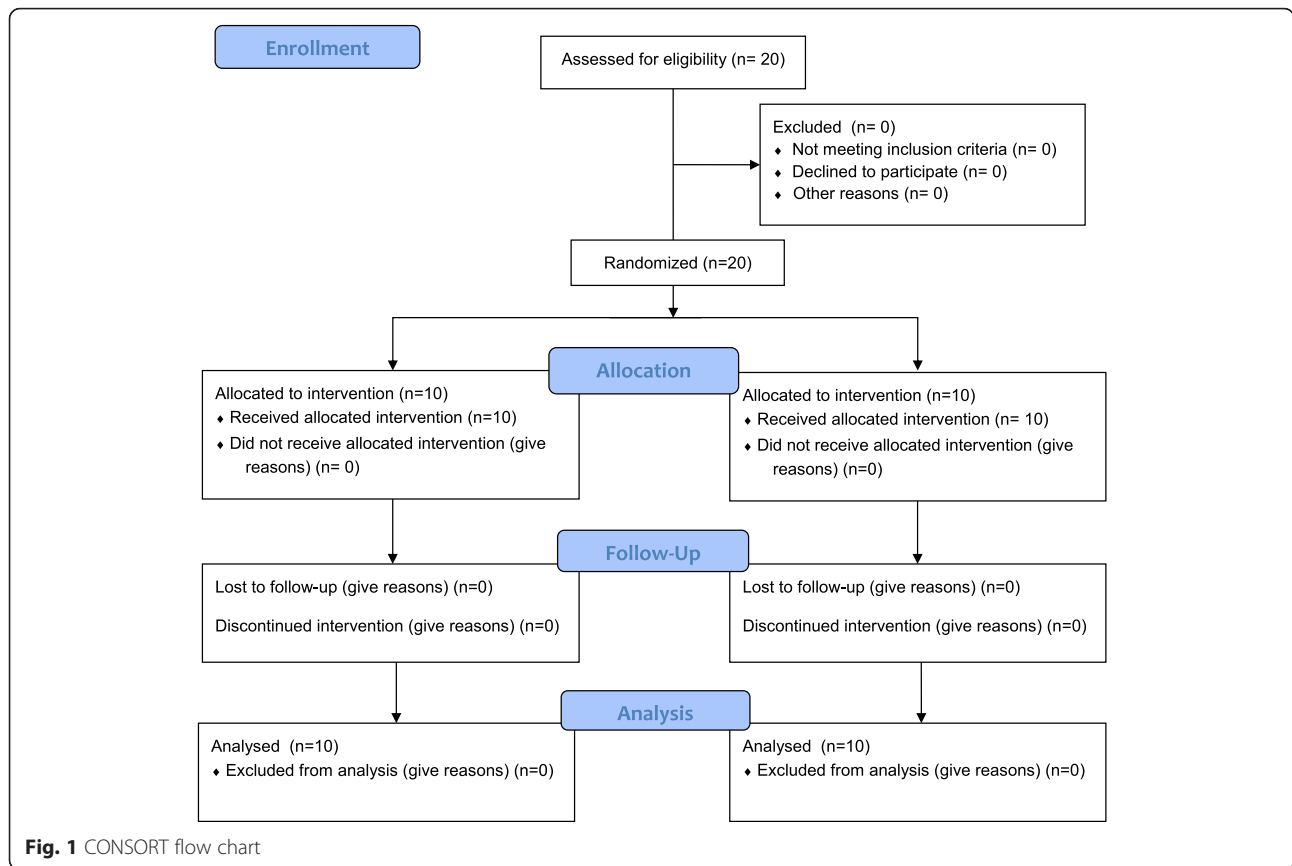 Enrollment
Assessed for eligibility (n= 20)
Excluded (n= 0)
♦ Not meeting inclusion criteria (n= 0)
♦ Declined to participate (n= 0)
♦ Other reasons (n= 0)
Randomized (n=20)
Allocation
Allocated to intervention (n=10)
♦ Received allocated intervention (n=10)
♦ Did not receive allocated intervention (give
reasons) (n= 0)
Allocated to intervention (n=10)
♦ Received allocated intervention (n= 10)
♦ Did not receive allocated intervention (give
reasons) (n=0)
Follow-Up
Lost to follow-up (give reasons) (n=0)
Discontinued intervention (give reasons) (n=0)
Lost to follow-up (give reasons) (n=0)
Discontinued intervention (give reasons) (n=0)
Analysis
Analysed (n=10)
♦ Excluded from analysis (give reasons) (n=0)
Analysed (n=10)
♦ Excluded from analysis (give reasons) (n=0)
Fig. 1 CONSORT flow chart